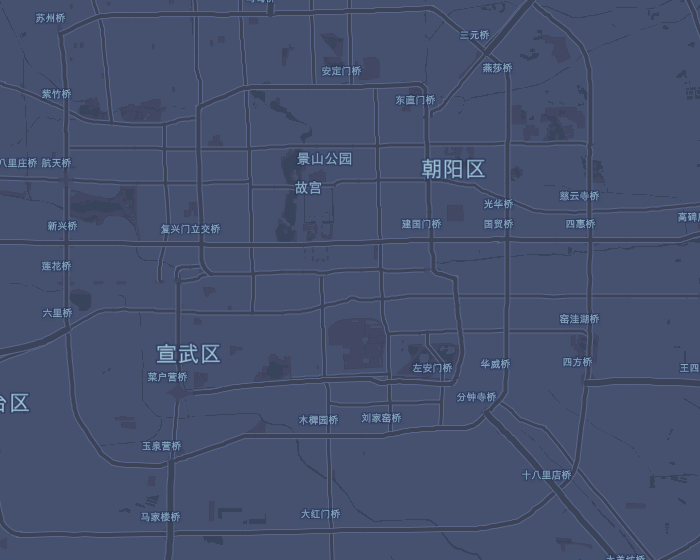 苏州桥
三元桥
燕莎桥
安定门桥
紫竹桥
东直门桥
八里庄桥 航天桥
景山公园
朝阳区
故宫
慈云寺桥
光华桥
新兴桥
复兴门立交桥
建国门桥
国贸桥
四惠桥
莲花桥
六里桥
窑洼湖桥
宣武区
菜户营桥
左安门桥
华威桥
四方桥
王四
台区
分钟寺桥
木樨园桥
刘家窑桥
玉泉营桥
十八里店桥
马家楼桥
大红门桥